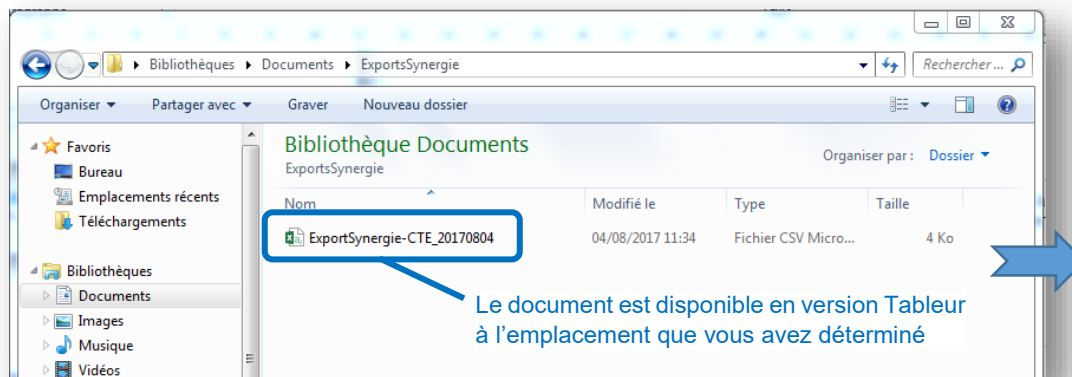 Bibliothèques Documents ExportsSynergie
Rechercher ...
Organiser Partager avec Graver Nouveau dossier
Favoris
Bureau
Emplacements récents
Téléchargements
Bibliothèques
Documents
Images
Musique
Vidéos
Bibliothèque Documents
ExportsSynergie
Organiser par : Dossier
Nom Modifié le Type Taille
ExportSynergie-CTE_20170804 04/08/2017 11:34 Fichier CSV Micro... 4 Ko
Le document est disponible en version Tableur
à l’emplacement que vous avez déterminé